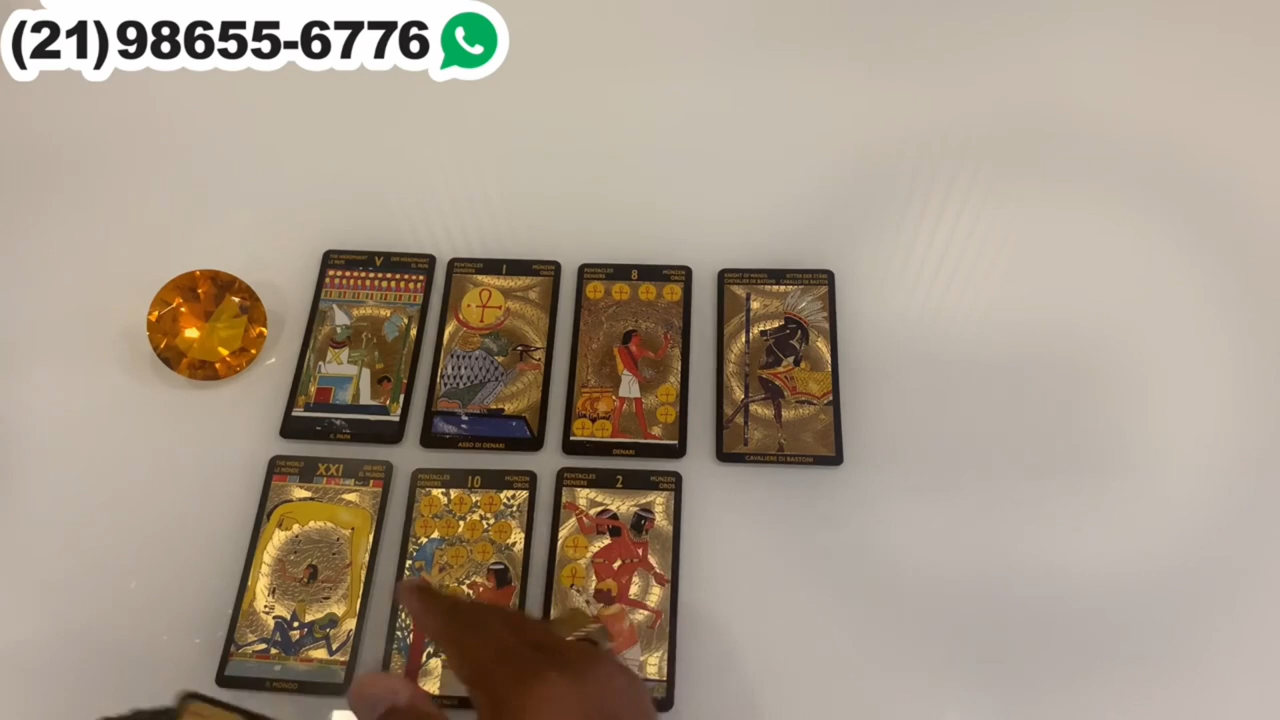 (21)98655-6776
THE HIEROPHANT
LE PAPE
V
DER HIEROPHANT
EL PAPA
IL PAPA
PENTACLES
DENIERS
1
MÜNZEN
OROS
ASSO DI DENARI
PENTACLES
DENIERS
8
MÜNZEN
OROS
DENARI
KNIGHT OF WANDS
CHEVALIER DE BATONS
RITTER DER STÄBE
CABALLO DE BASTOS
CAVALIERE DI BASTONI
THE WORLD
LE MONDE
XXI
DIE WELT
EL MUNDO
IL MONDO
PENTACLES
DENIERS
10
MÜNZEN
OROS
PENTACLES
DENIERS
2
MÜNZEN
OROS